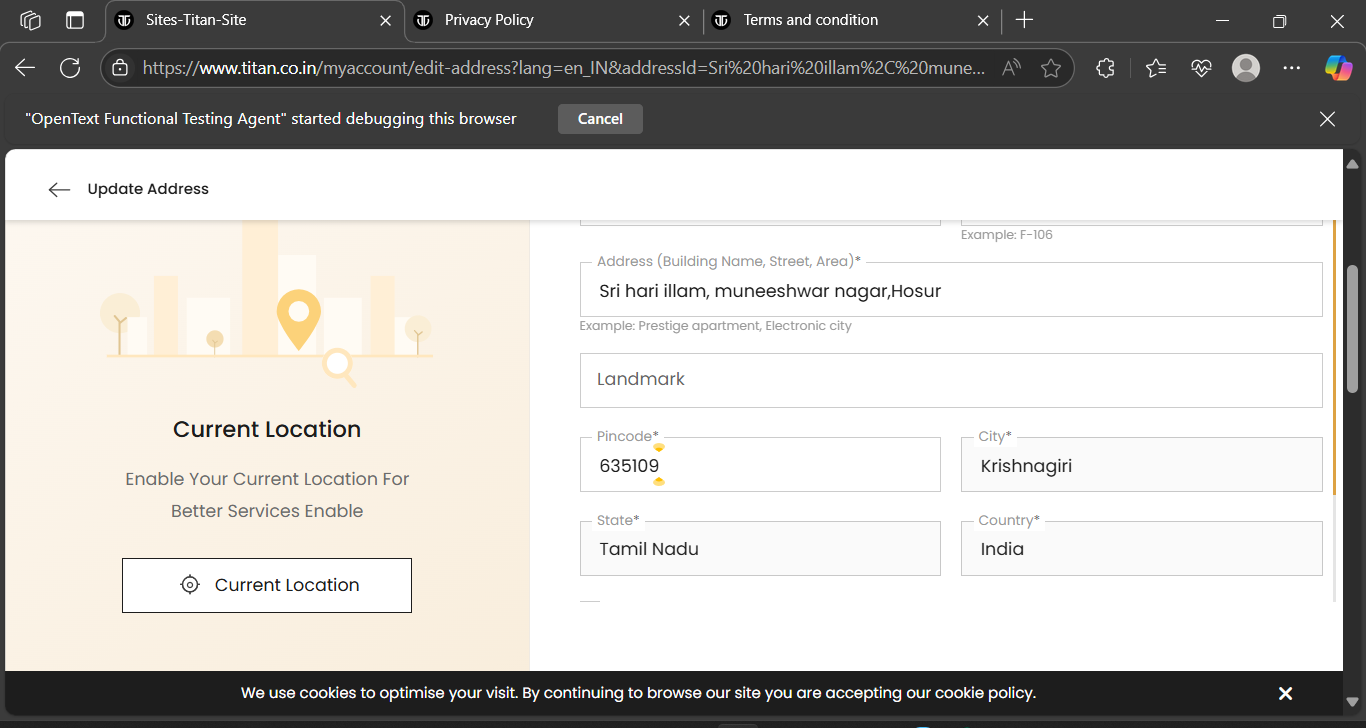 Sites-Titan-Site
Privacy Policy
Terms and condition
https://www.titan.co.in/myaccount/edit-address?lang=en_IN&addressId=Sri%20hari%20illam%2C%20mune...
"OpenText Functional Testing Agent" started debugging this browser
Cancel
Update Address
Example: F-106
Address (Building Name, Street, Area)*
Sri hari illam, muneeshwar nagar,Hosur
Example: Prestige apartment, Electronic city
Landmark
Current Location
Enable Your Current Location For
Better Services Enable
Current Location
Pincode*
635109
City*
Krishnagiri
State*
Tamil Nadu
Country*
India
We use cookies to optimise your visit. By continuing to browse our site you are accepting our cookie policy.